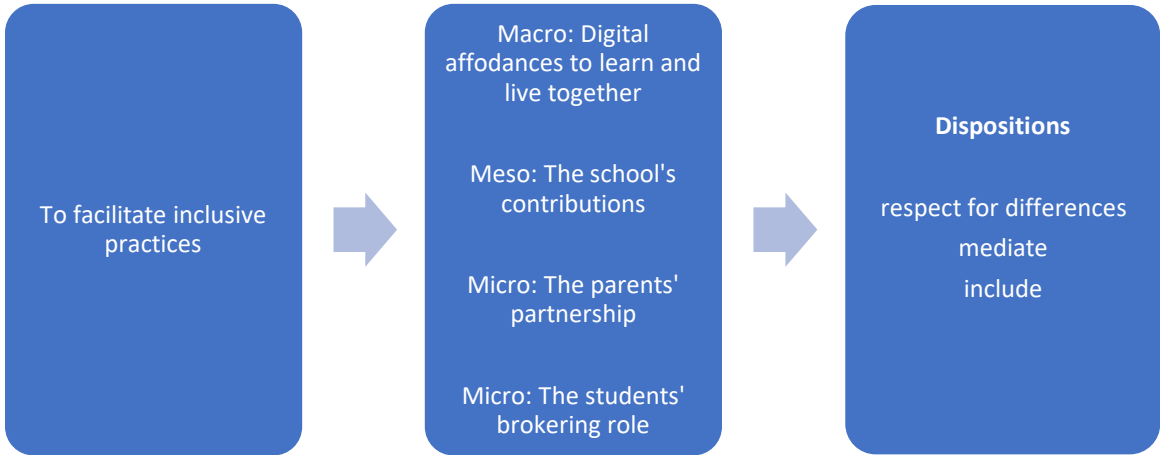 To facilitate inclusive
practices
Macro: Digital
affodances to learn and
live together
Meso: The school's
contributions
Micro: The parents'
partnership
Micro: The students'
brokering role
Dispositions
respect for differences
mediate
include